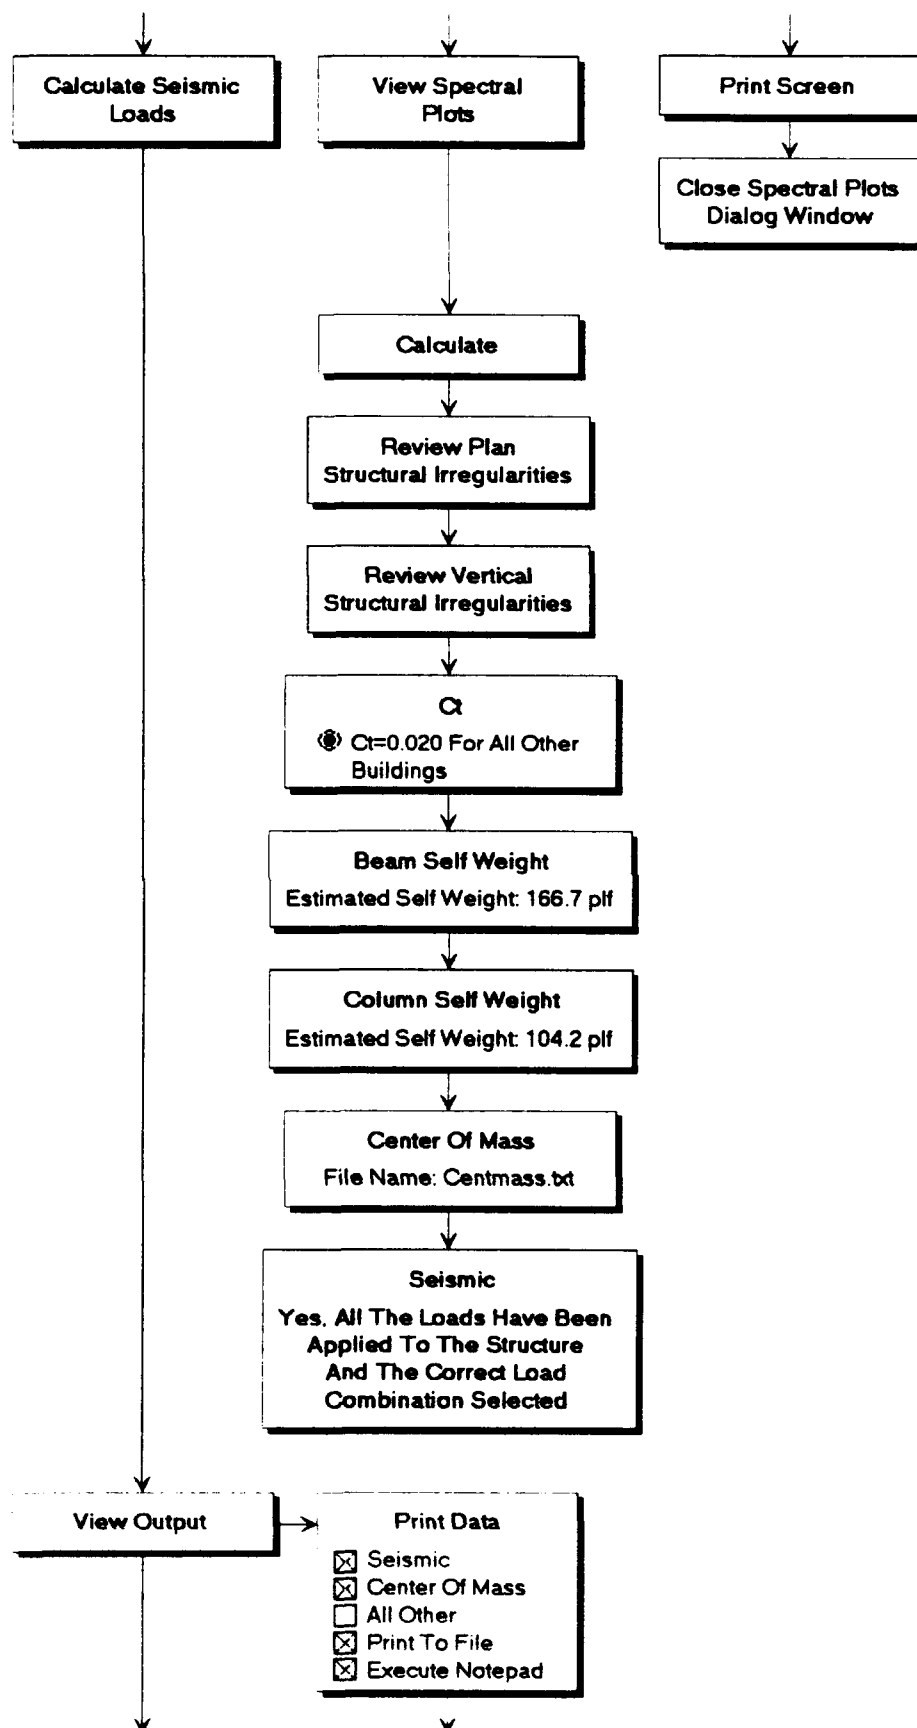 Calculate Seismic
Loads
View Spectral
Plots
Print Screen
Close Spectral Plots
Dialog Window
Calculate
Review Plan
Structural Irregularities
Review Vertical
Structural Irregularities
Ct
Ct=0.020 For All Other
Buildings
Beam Self Weight
Estimated Self Weight: 166.7 plf
Column Self Weight
Estimated Self Weight: 104.2 plf
Center Of Mass
File Name: Centmass.txt
Seismic
Yes, All The Loads Have Been
Applied To The Structure
And The Correct Load
Combination Selected
View Output
Print Data
Seismic
Center Of Mass
All Other
Print To File
Execute Notepad